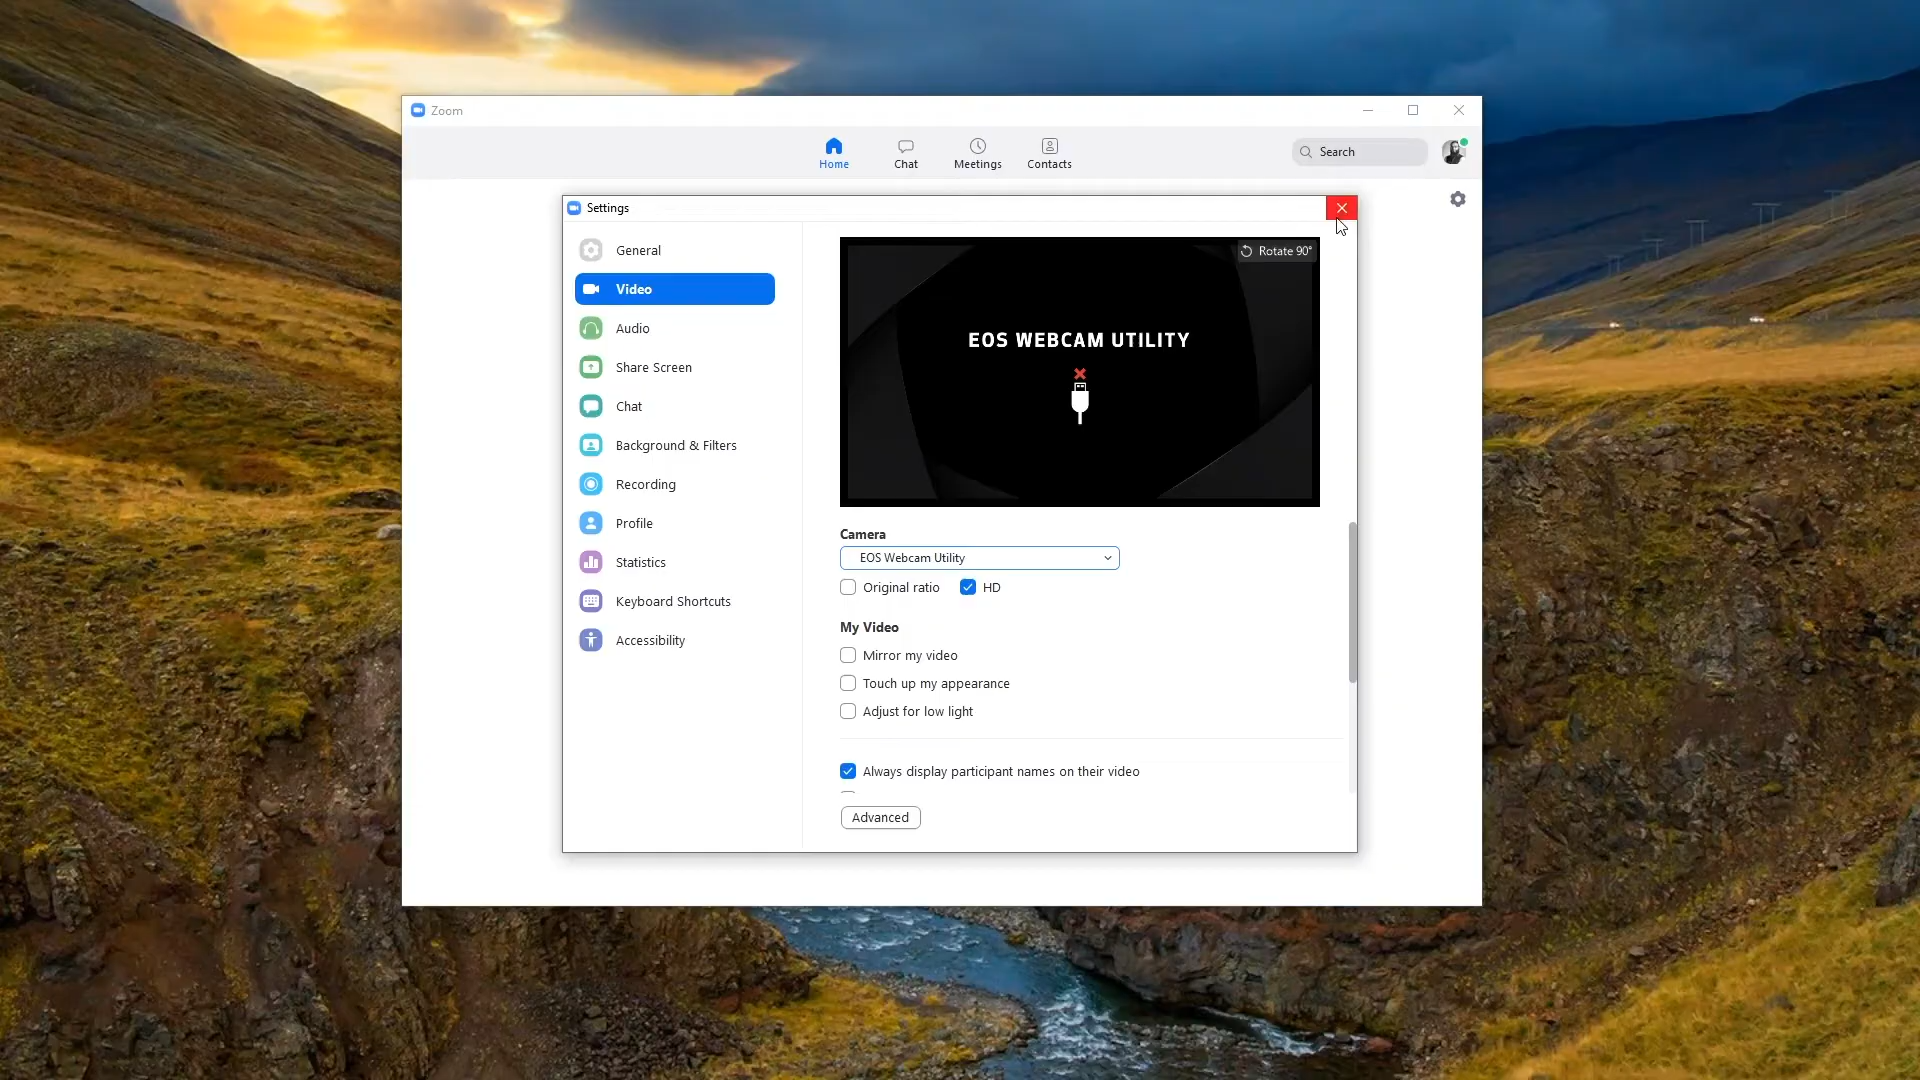 Zoom
Home
Chat
Meetings
Contacts
Search
Settings
General
Video
Audio
Share Screen
Chat
Background & Filters
Recording
Profile
Statistics
Keyboard Shortcuts
Accessibility
Rotate 90°
EOS WEBCAM UTILITY
Camera
EOS Webcam Utility
Original ratio
HD
My Video
Mirror my video
Touch up my appearance
Adjust for low light
Always display participant names on their video
Advanced